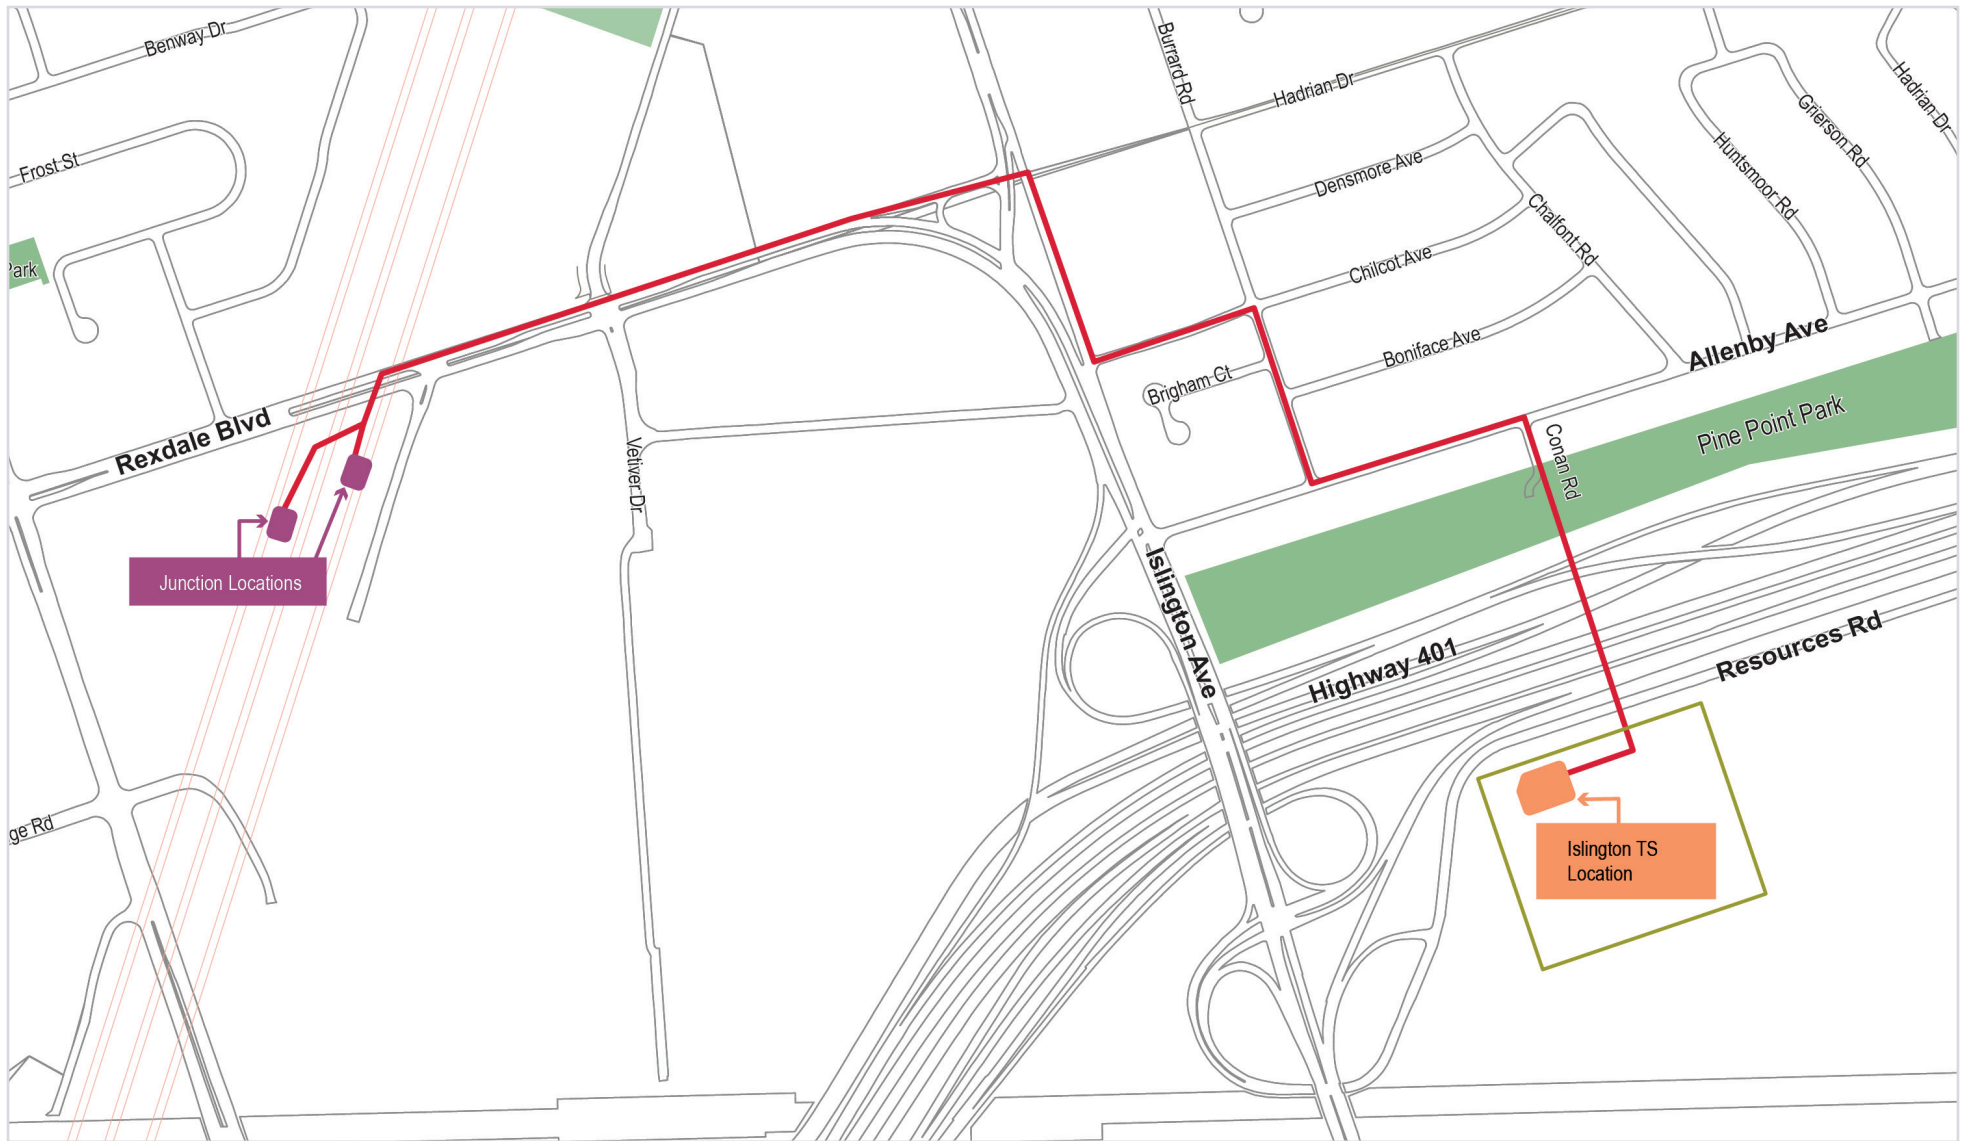 Benway Dr
Burrard Rd
Hadrian Dr
Hadrian Dr
Grierson Rd
Frost St
Densmore Ave
Huntsmoor Rd
Chalfont Rd
Park
Chilcot Ave
Boniface Ave
Allenby Ave
Brigham Ct
Rexdale Blvd
Pine Point Park
Vetiver Dr
Conan Rd
Junction Locations
Islington Ave
Highway 401
Resources Rd
ge Rd
Islington TS
Location